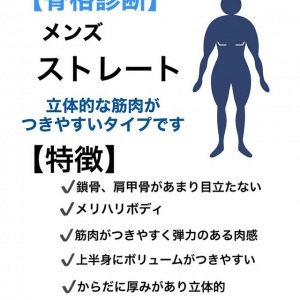 【骨格診断】
メンズ
ストレート
立体的な筋肉が
つきやすいタイプです
【特徴】
✓鎖骨、肩甲骨があまり目立たない
✓メリハリボディ
✓筋肉がつきやすく弾力のある肉感
✓上半身にボリュームがつきやすい
✓からだに厚みがあり立体的